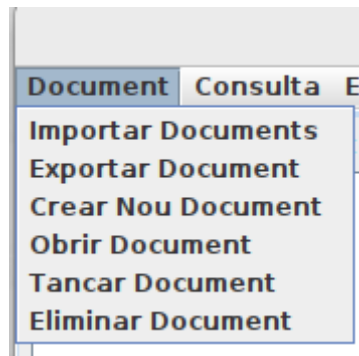 Document Consulta E
Importar Documents
Exportar Document
Crear Nou Document
Obrir Document
Tancar Document
Eliminar Document